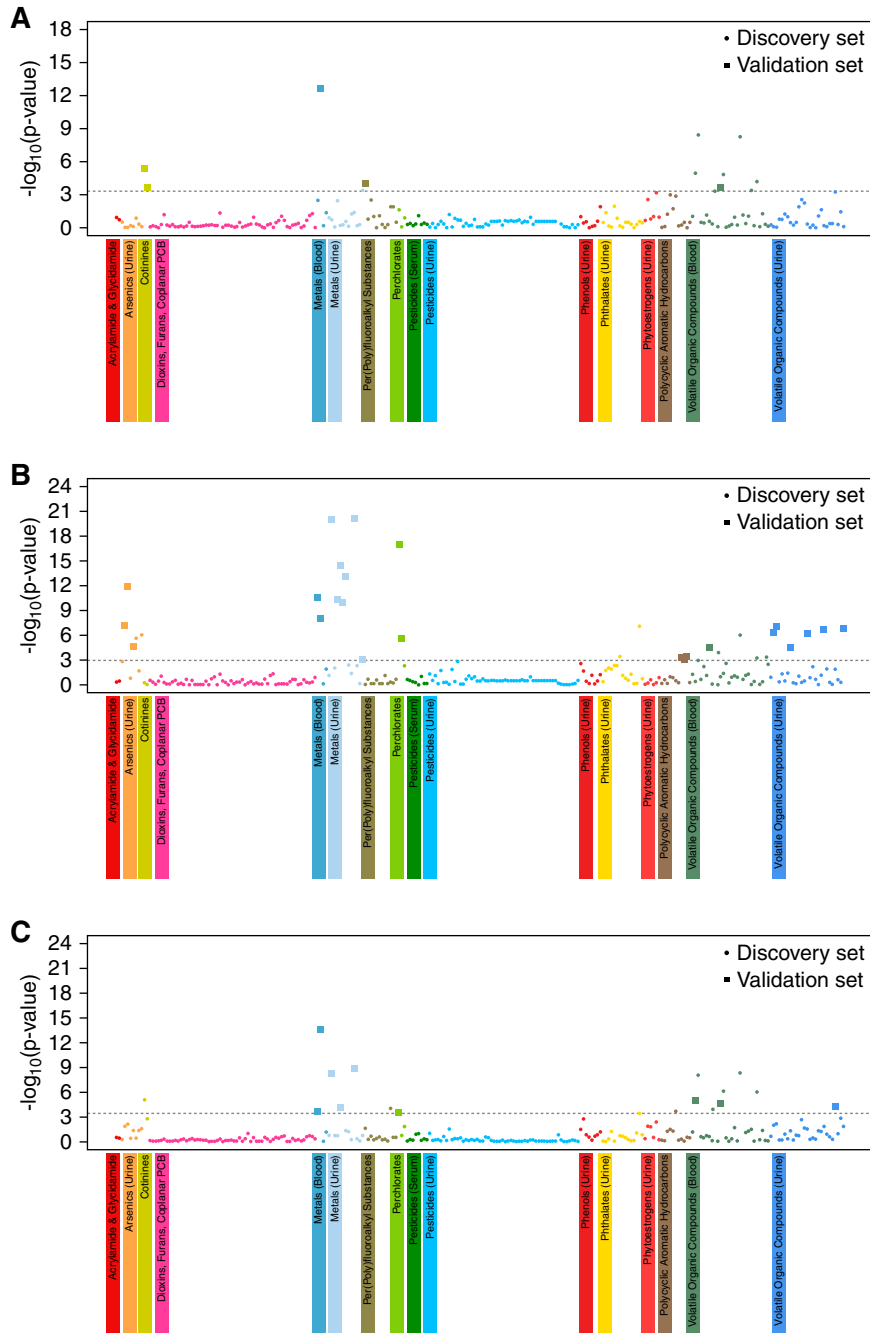 A
-log10(p-value)
18
15
12
9
6
3
0
Discovery set
Validation set
Acrylamide & Glycidamide
Arsenics (Urine)
Cotinines
Dioxins, Furans, Coplanar PCB
Metals (Blood)
Metals (Urine)
Per(Poly)fluoroalkyl Substances
Perchlorates
Pesticides (Serum)
Pesticides (Urine)
Phenols (Urine)
Phthalates (Urine)
Phytoestrogens (Urine)
Polycyclic Aromatic Hydrocarbons
Volatile Organic Compounds (Blood)
Volatile Organic Compounds (Urine)
B
-log10(p-value)
24
21
18
15
12
9
6
3
0
Discovery set
Validation set
Acrylamide & Glycidamide
Arsenics (Urine)
Cotinines
Dioxins, Furans, Coplanar PCB
Metals (Blood)
Metals (Urine)
Per(Poly)fluoroalkyl Substances
Perchlorates
Pesticides (Serum)
Pesticides (Urine)
Phenols (Urine)
Phthalates (Urine)
Phytoestrogens (Urine)
Polycyclic Aromatic Hydrocarbons
Volatile Organic Compounds (Blood)
Volatile Organic Compounds (Urine)
C
-log10(p-value)
24
21
18
15
12
9
6
3
0
Discovery set
Validation set
Acrylamide & Glycidamide
Arsenics (Urine)
Cotinines
Dioxins, Furans, Coplanar PCB
Metals (Blood)
Metals (Urine)
Per(Poly)fluoroalkyl Substances
Perchlorates
Pesticides (Serum)
Pesticides (Urine)
Phenols (Urine)
Phthalates (Urine)
Phytoestrogens (Urine)
Polycyclic Aromatic Hydrocarbons
Volatile Organic Compounds (Blood)
Volatile Organic Compounds (Urine)